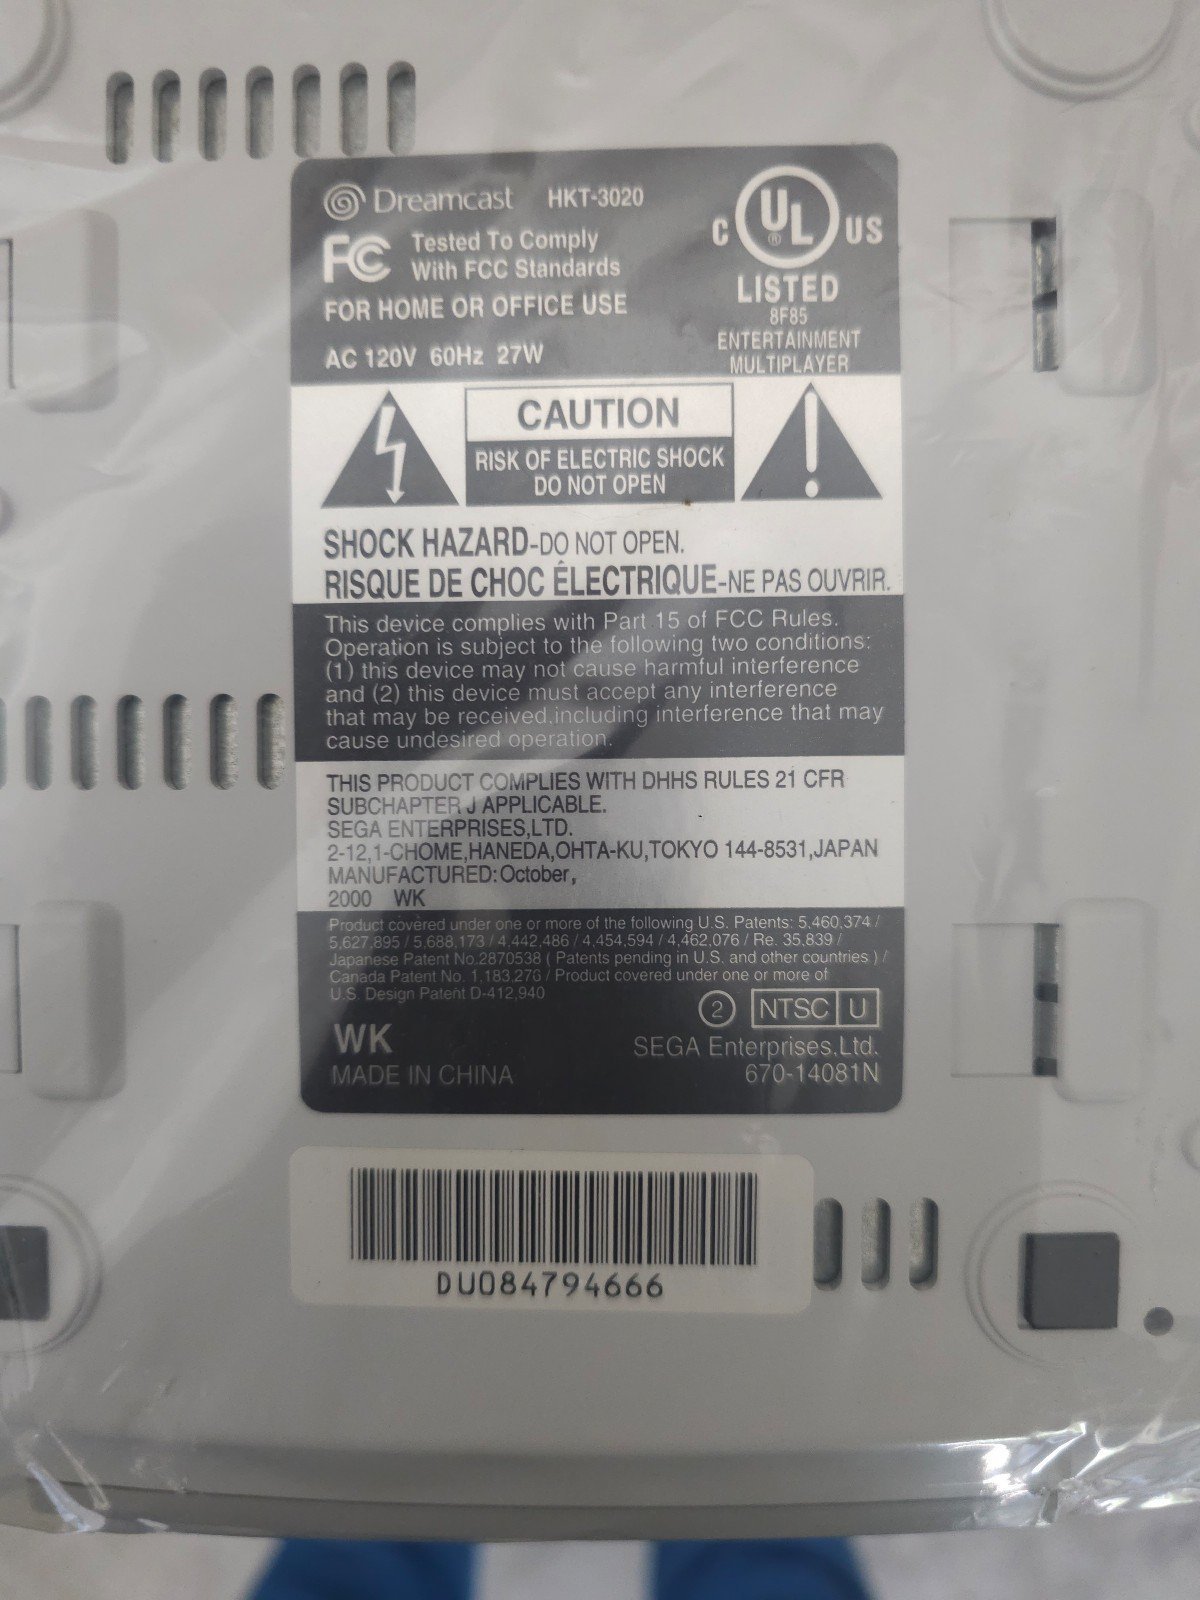 Dreamcast HKT-3020
FC Tested To Comply
With FCC Standards
FOR HOME OR OFFICE USE
AC 120V 60Hz 27W
C UL ® US
LISTED
8F85
ENTERTAINMENT
MULTIPLAYER
CAUTION
RISK OF ELECTRIC SHOCK
DO NOT OPEN
SHOCK HAZARD-DO NOT OPEN.
RISQUE DE CHOC ÉLECTRIQUE-NE PAS OUVRIR.
This device complies with Part 15 of FCC Rules.
Operation is subject to the following two conditions:
(1) this device may not cause harmful interference
and (2) this device must accept any interference
that may be received,including interference that may
cause undesired operation.
THIS PRODUCT COMPLIES WITH DHHS RULES 21 CFR
SUBCHAPTER J APPLICABLE.
SEGA ENTERPRISES,LTD.
2-12,1-CHOME,HANEDA,OHTA-KU,TOKYO 144-8531,JAPAN
MANUFACTURED:October,
2000 WK
Product covered under one or more of the following U.S. Patents: 5,460,374 /
5,627,895 / 5,688,173 / 4,442,486 / 4,454,594 / 4,462,076 / Re. 35,839 /
Japanese Patent No.2870538 ( Patents pending in U.S. and other countries ) /
Canada Patent No. 1,183,276 / Product covered under one or more of
U.S. Design Patent D-412,940
2 NTSC U
WK
SEGA Enterprises,Ltd.
MADE IN CHINA
670-14081N
DU084794666